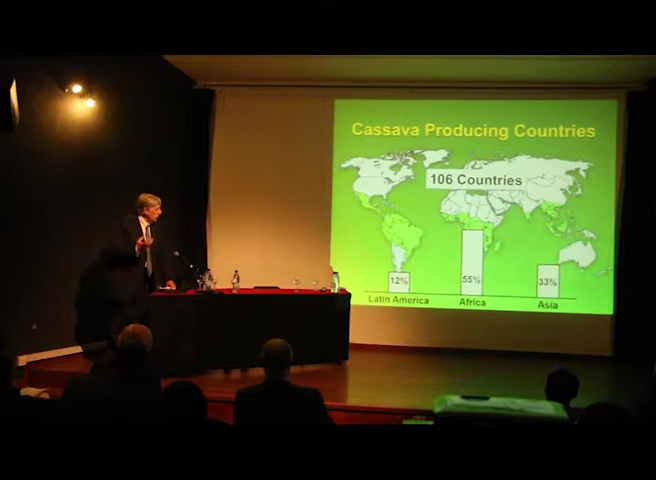 Cassava Producing Countries
106 Countries
12%
55%
33%
Latin America
Africa
Asia